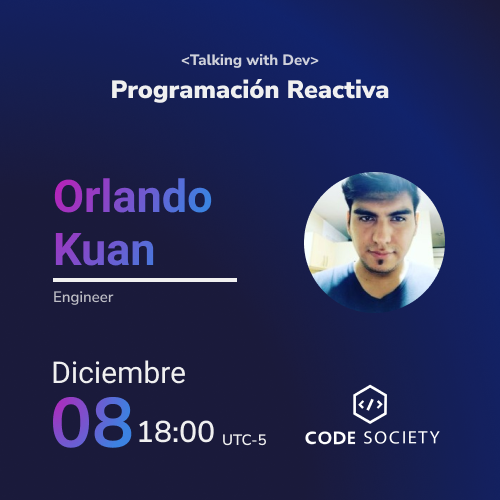 <Talking with Dev>
Programación Reactiva
Orlando
Kuan
Engineer
Diciembre
08 18:00 UTC-5
CODE SOCIETY